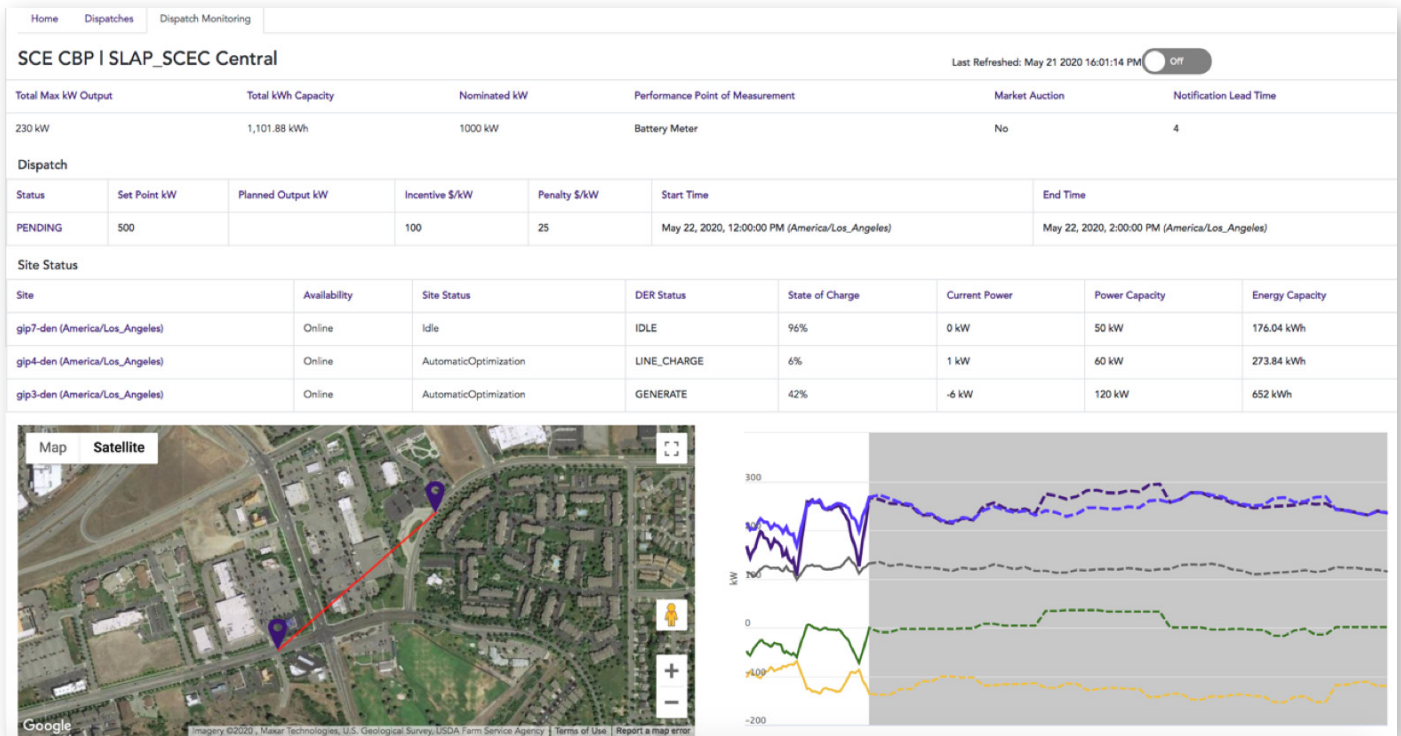 Home Dispatches Dispatch Monitoring
SCE CBP | SLAP_SCEC Central
Last Refreshed: May 21 2020 16:01:14 PM Off
Total Max kW Output Total kWh Capacity Nominated kW Performance Point of Measurement Market Auction Notification Lead Time
230 kW 1,101.88 kWh 1000 kW Battery Meter No 4
Dispatch
Status Set Point kW Planned Output kW Incentive $/kW Penalty $/kW Start Time End Time
PENDING 500 100 25 May 22, 2020, 12:00:00 PM (America/Los_Angeles) May 22, 2020, 2:00:00 PM (America/Los_Angeles)
Site Status
Site Availability Site Status DER Status State of Charge Current Power Power Capacity Energy Capacity
gip7-den (America/Los_Angeles) Online Idle IDLE 96% 0 kW 50 kW 176.04 kWh
gip4-den (America/Los_Angeles) Online AutomaticOptimization LINE_CHARGE 6% 1 kW 60 kW 273.84 kWh
gip3-den (America/Los_Angeles) Online AutomaticOptimization GENERATE 42% -6 kW 120 kW 652 kWh
Map Satellite
Google
Imagery ©2020 , Maxar Technologies, U.S. Geological Survey, USDA Farm Service Agency Terms of Use Report a map error
300
200
100
0
-100
-200
kW